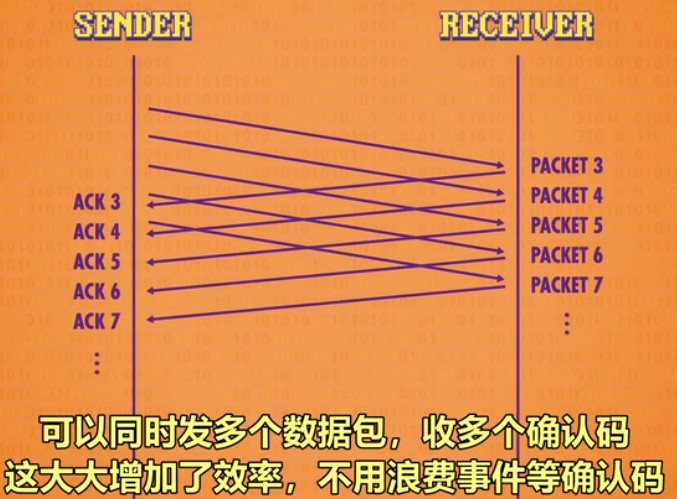 SENDER
RECEIVER
PACKET 3
ACK 3
PACKET 4
ACK 4
PACKET 5
ACK 5
PACKET 6
ACK 6
PACKET 7
ACK 7
可以同时发多个数据包，收多个确认码
这大大增加了效率，不用浪费事件等确认码